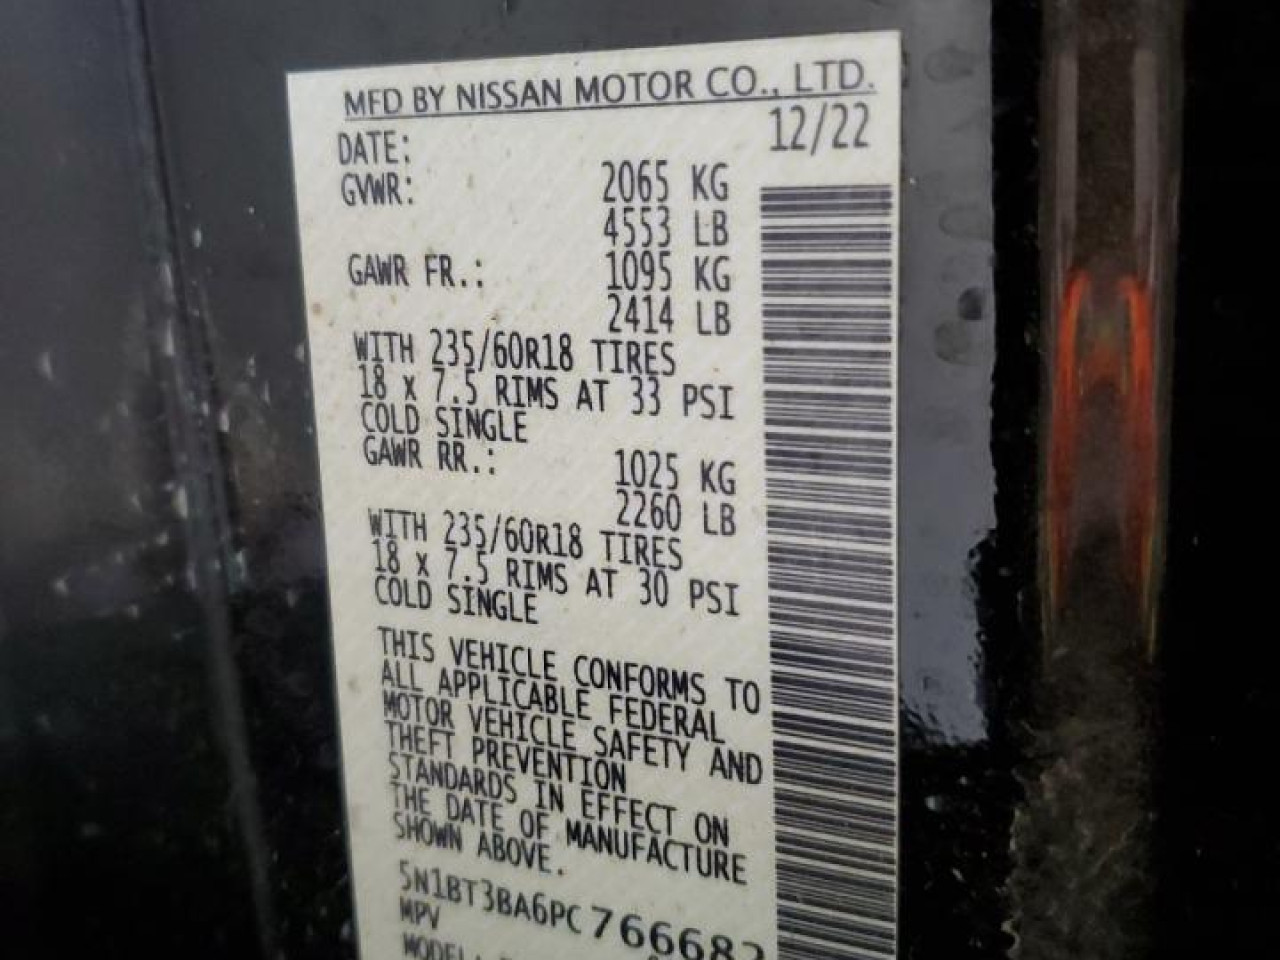 MFD BY NISSAN MOTOR CO., LTD.
DATE: 12/22
GVWR: 2065 KG
4553 LB
GAWR FR.: 1095 KG
2414 LB
WITH 235/60R18 TIRES
18 x 7.5 RIMS AT 33 PSI
COLD SINGLE
GAWR RR.: 1025 KG
2260 LB
WITH 235/60R18 TIRES
18 x 7.5 RIMS AT 30 PSI
COLD SINGLE
THIS VEHICLE CONFORMS TO
ALL APPLICABLE FEDERAL
MOTOR VEHICLE SAFETY AND
THEFT PREVENTION
STANDARDS IN EFFECT ON
THE DATE OF MANUFACTURE
SHOWN ABOVE.
5N1BT3BA6PC766682
MPV
MODEL: